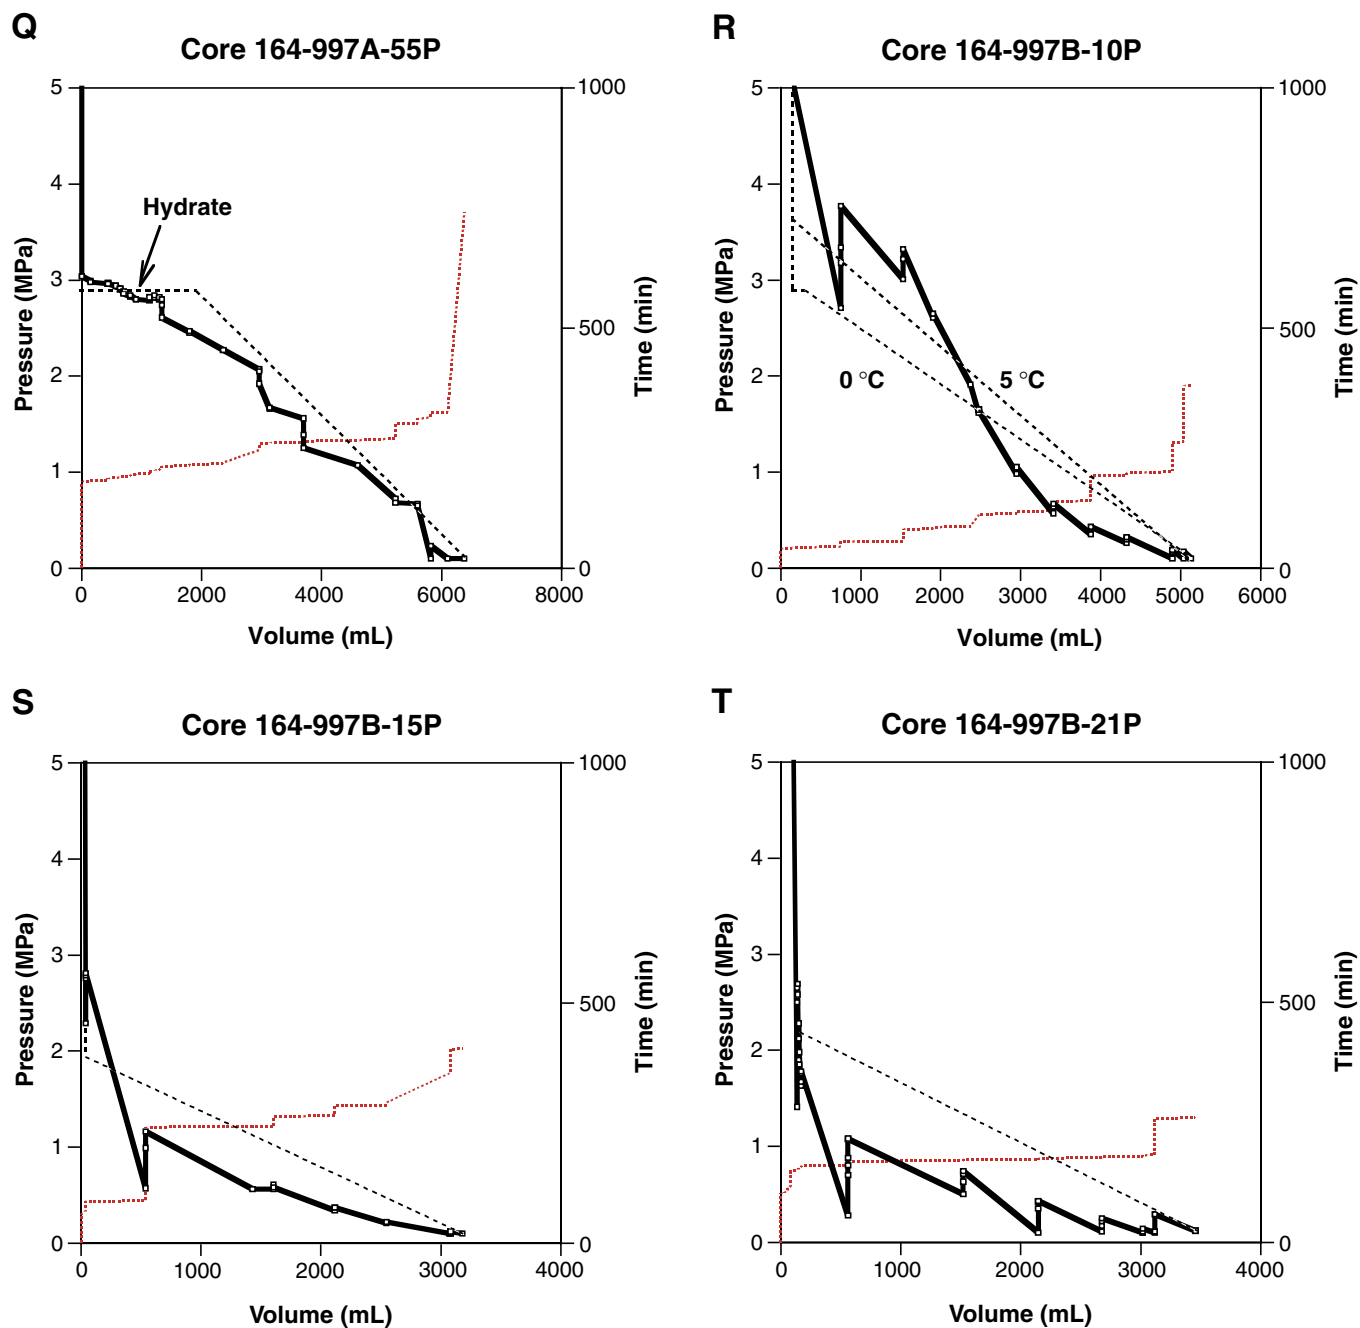 Q
Core 164-997A-55P
5
4
3
2
1
0
Pressure (MPa)
Hydrate
1000
500
0
Time (min)
0 2000 4000 6000 8000
Volume (mL)
R
Core 164-997B-10P
5
4
3
2
1
0
Pressure (MPa)
0 °C
5 °C
1000
500
0
Time (min)
0 1000 2000 3000 4000 5000 6000
Volume (mL)
S
Core 164-997B-15P
5
4
3
2
1
0
Pressure (MPa)
1000
500
0
Time (min)
0 1000 2000 3000 4000
Volume (mL)
T
Core 164-997B-21P
5
4
3
2
1
0
Pressure (MPa)
1000
500
0
Time (min)
0 1000 2000 3000 4000
Volume (mL)